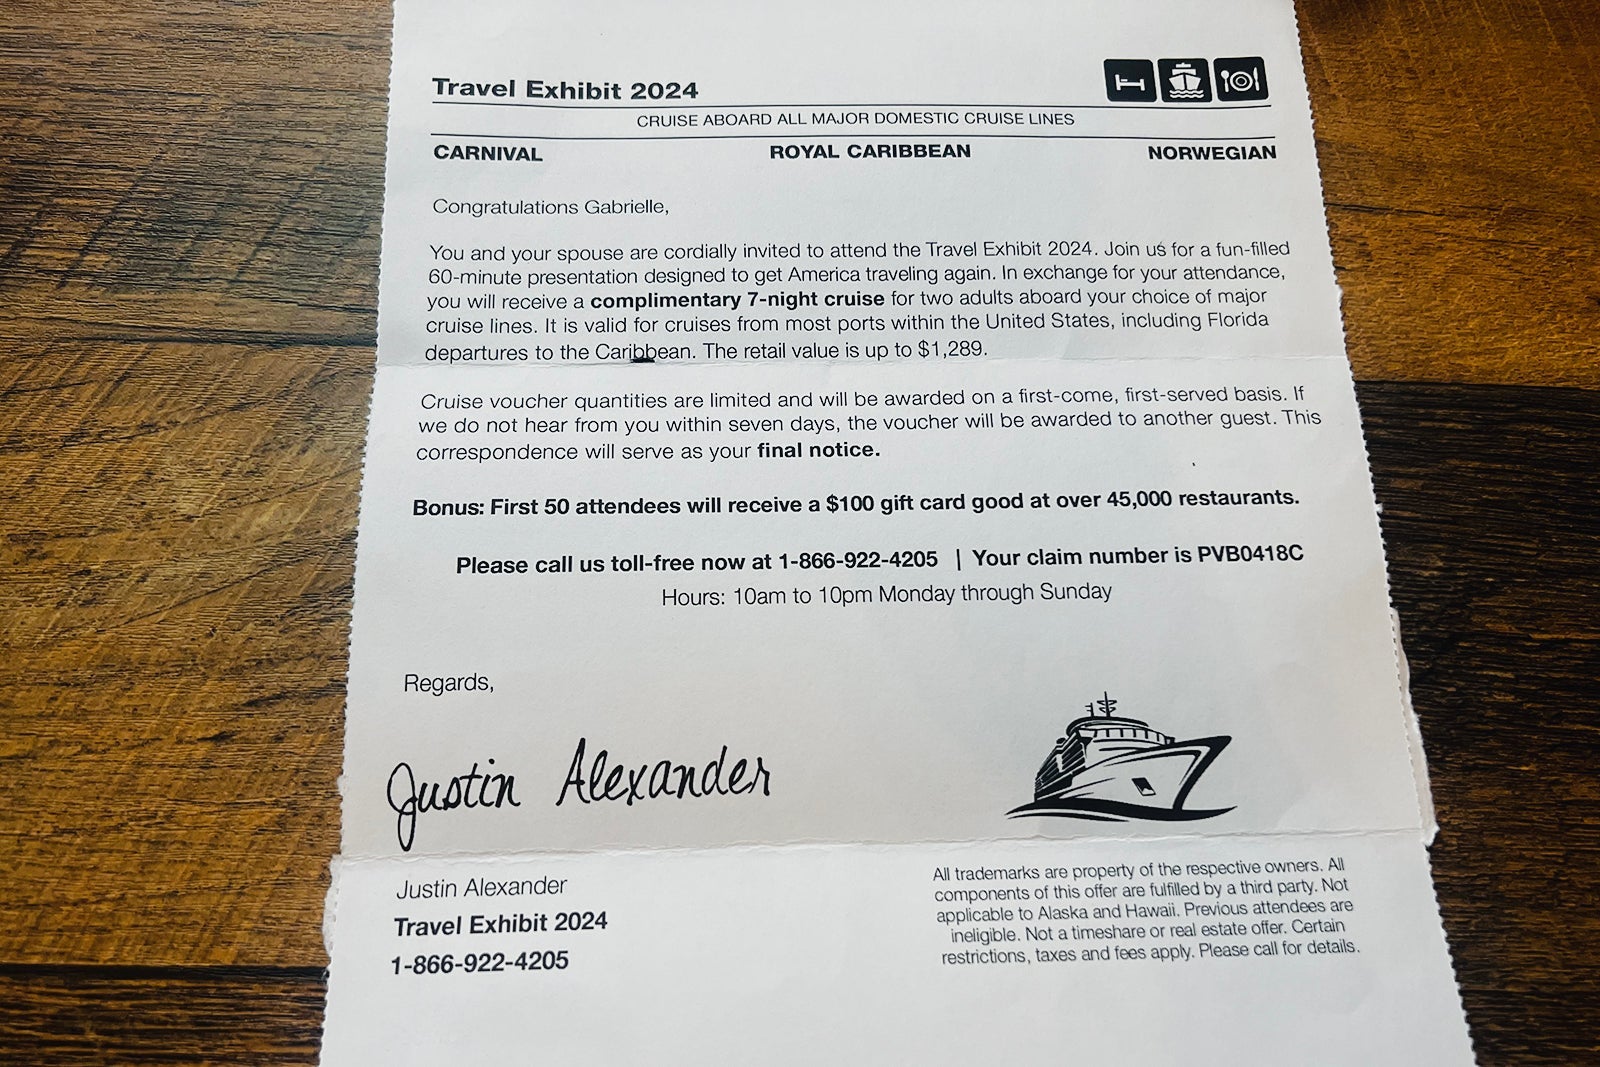 Travel Exhibit 2024
CRUISE ABOARD ALL MAJOR DOMESTIC CRUISE LINES
CARNIVAL ROYAL CARIBBEAN NORWEGIAN
Congratulations Gabrielle,
You and your spouse are cordially invited to attend the Travel Exhibit 2024. Join us for a fun-filled
60-minute presentation designed to get America traveling again. In exchange for your attendance,
you will receive a complimentary 7-night cruise for two adults aboard your choice of major
cruise lines. It is valid for cruises from most ports within the United States, including Florida
departures to the Caribbean. The retail value is up to $1,289.
Cruise voucher quantities are limited and will be awarded on a first-come, first-served basis. If
we do not hear from you within seven days, the voucher will be awarded to another guest. This
correspondence will serve as your final notice.
Bonus: First 50 attendees will receive a $100 gift card good at over 45,000 restaurants.
Please call us toll-free now at 1-866-922-4205 | Your claim number is PVB0418C
Hours: 10am to 10pm Monday through Sunday
Regards,
Justin Alexander
Justin Alexander
Travel Exhibit 2024
1-866-922-4205
All trademarks are property of the respective owners. All
components of this offer are fulfilled by a third party. Not
applicable to Alaska and Hawaii. Previous attendees are
ineligible. Not a timeshare or real estate offer. Certain
restrictions, taxes and fees apply. Please call for details.